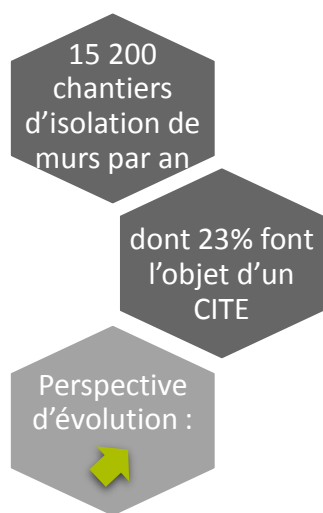 15 200
chantiers
d’isolation de
murs par an
dont 23% font
l’objet d’un
CITE
Perspective
d’évolution :